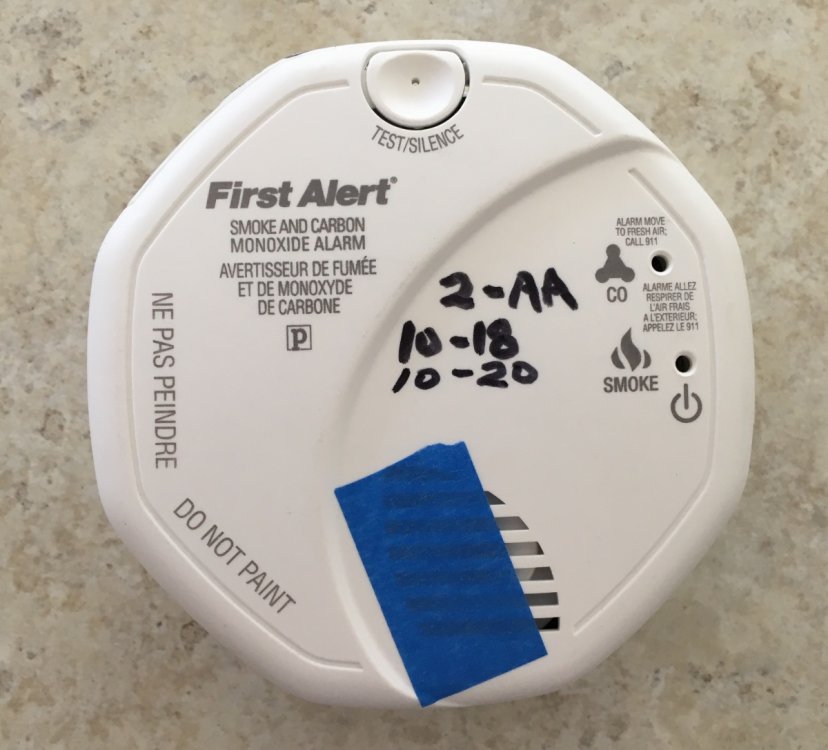 TEST/SILENCE
First Alert®
SMOKE AND CARBON
MONOXIDE ALARM
AVERTISSEUR DE FUMÉE
ET DE MONOXYDE
DE CARBONE
P
NE PAS PEINDRE
DO NOT PAINT
2-AA
10-18
10-20
ALARM MOVE
TO FRESH AIR;
CALL 911
CO
ALARME ALLEZ
RESPIRER DE
L'AIR FRAIS
A L'EXTERIEUR;
APPELEZ LE 911
SMOKE